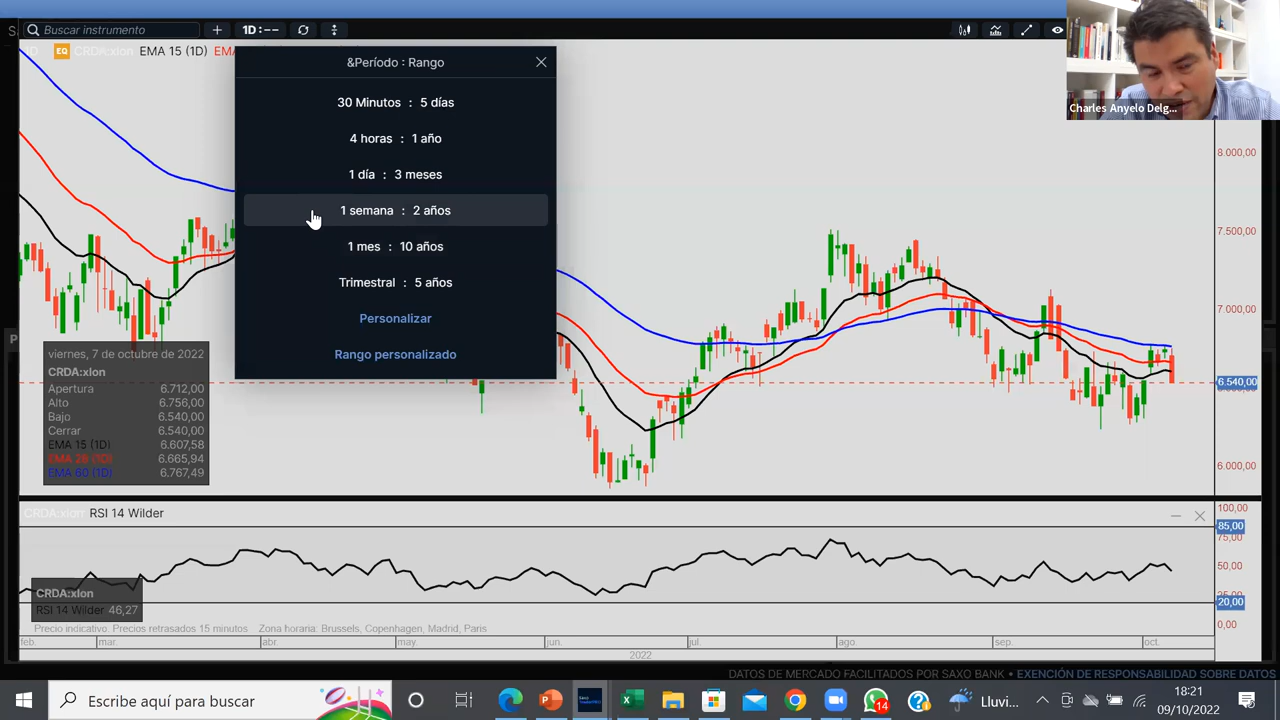 S
Buscar instrumento
1D:--
1D EQ CRDA:xlon EMA 15 (1D) EMA
Charles Anyelo Delg...
&Período : Rango
30 Minutos : 5 días
4 horas : 1 año
1 día : 3 meses
1 semana : 2 años
1 mes : 10 años
Trimestral : 5 años
Personalizar
Rango personalizado
8.000,00
7.500,00
7.000,00
6.540,00
6.000,00
P
viernes, 7 de octubre de 2022
CRDA:xlon
Apertura 6.712,00
Alto 6.756,00
Bajo 6.540,00
Cerrar 6.540,00
EMA 15 (1D) 6.607,58
EMA 26 (1D) 6.665,94
EMA 60 (1D) 6.767,49
CRDA:xlon RSI 14 Wilder
100,00
85,00
75,00
50,00
25,00
20,00
0,00
CRDA:xlon
RSI 14 Wilder 46,27
Precio indicativo. Precios retrasados 15 minutos Zona horaria: Brussels, Copenhagen, Madrid, Paris
feb. mar. abr. may. jun. jul. ago. sep. oct.
2022
DATOS DE MERCADO FACILITADOS POR SAXO BANK • EXENCIÓN DE RESPONSABILIDAD SOBRE DATOS
Escribe aquí para buscar
14
Lluvi...
18:21
09/10/2022